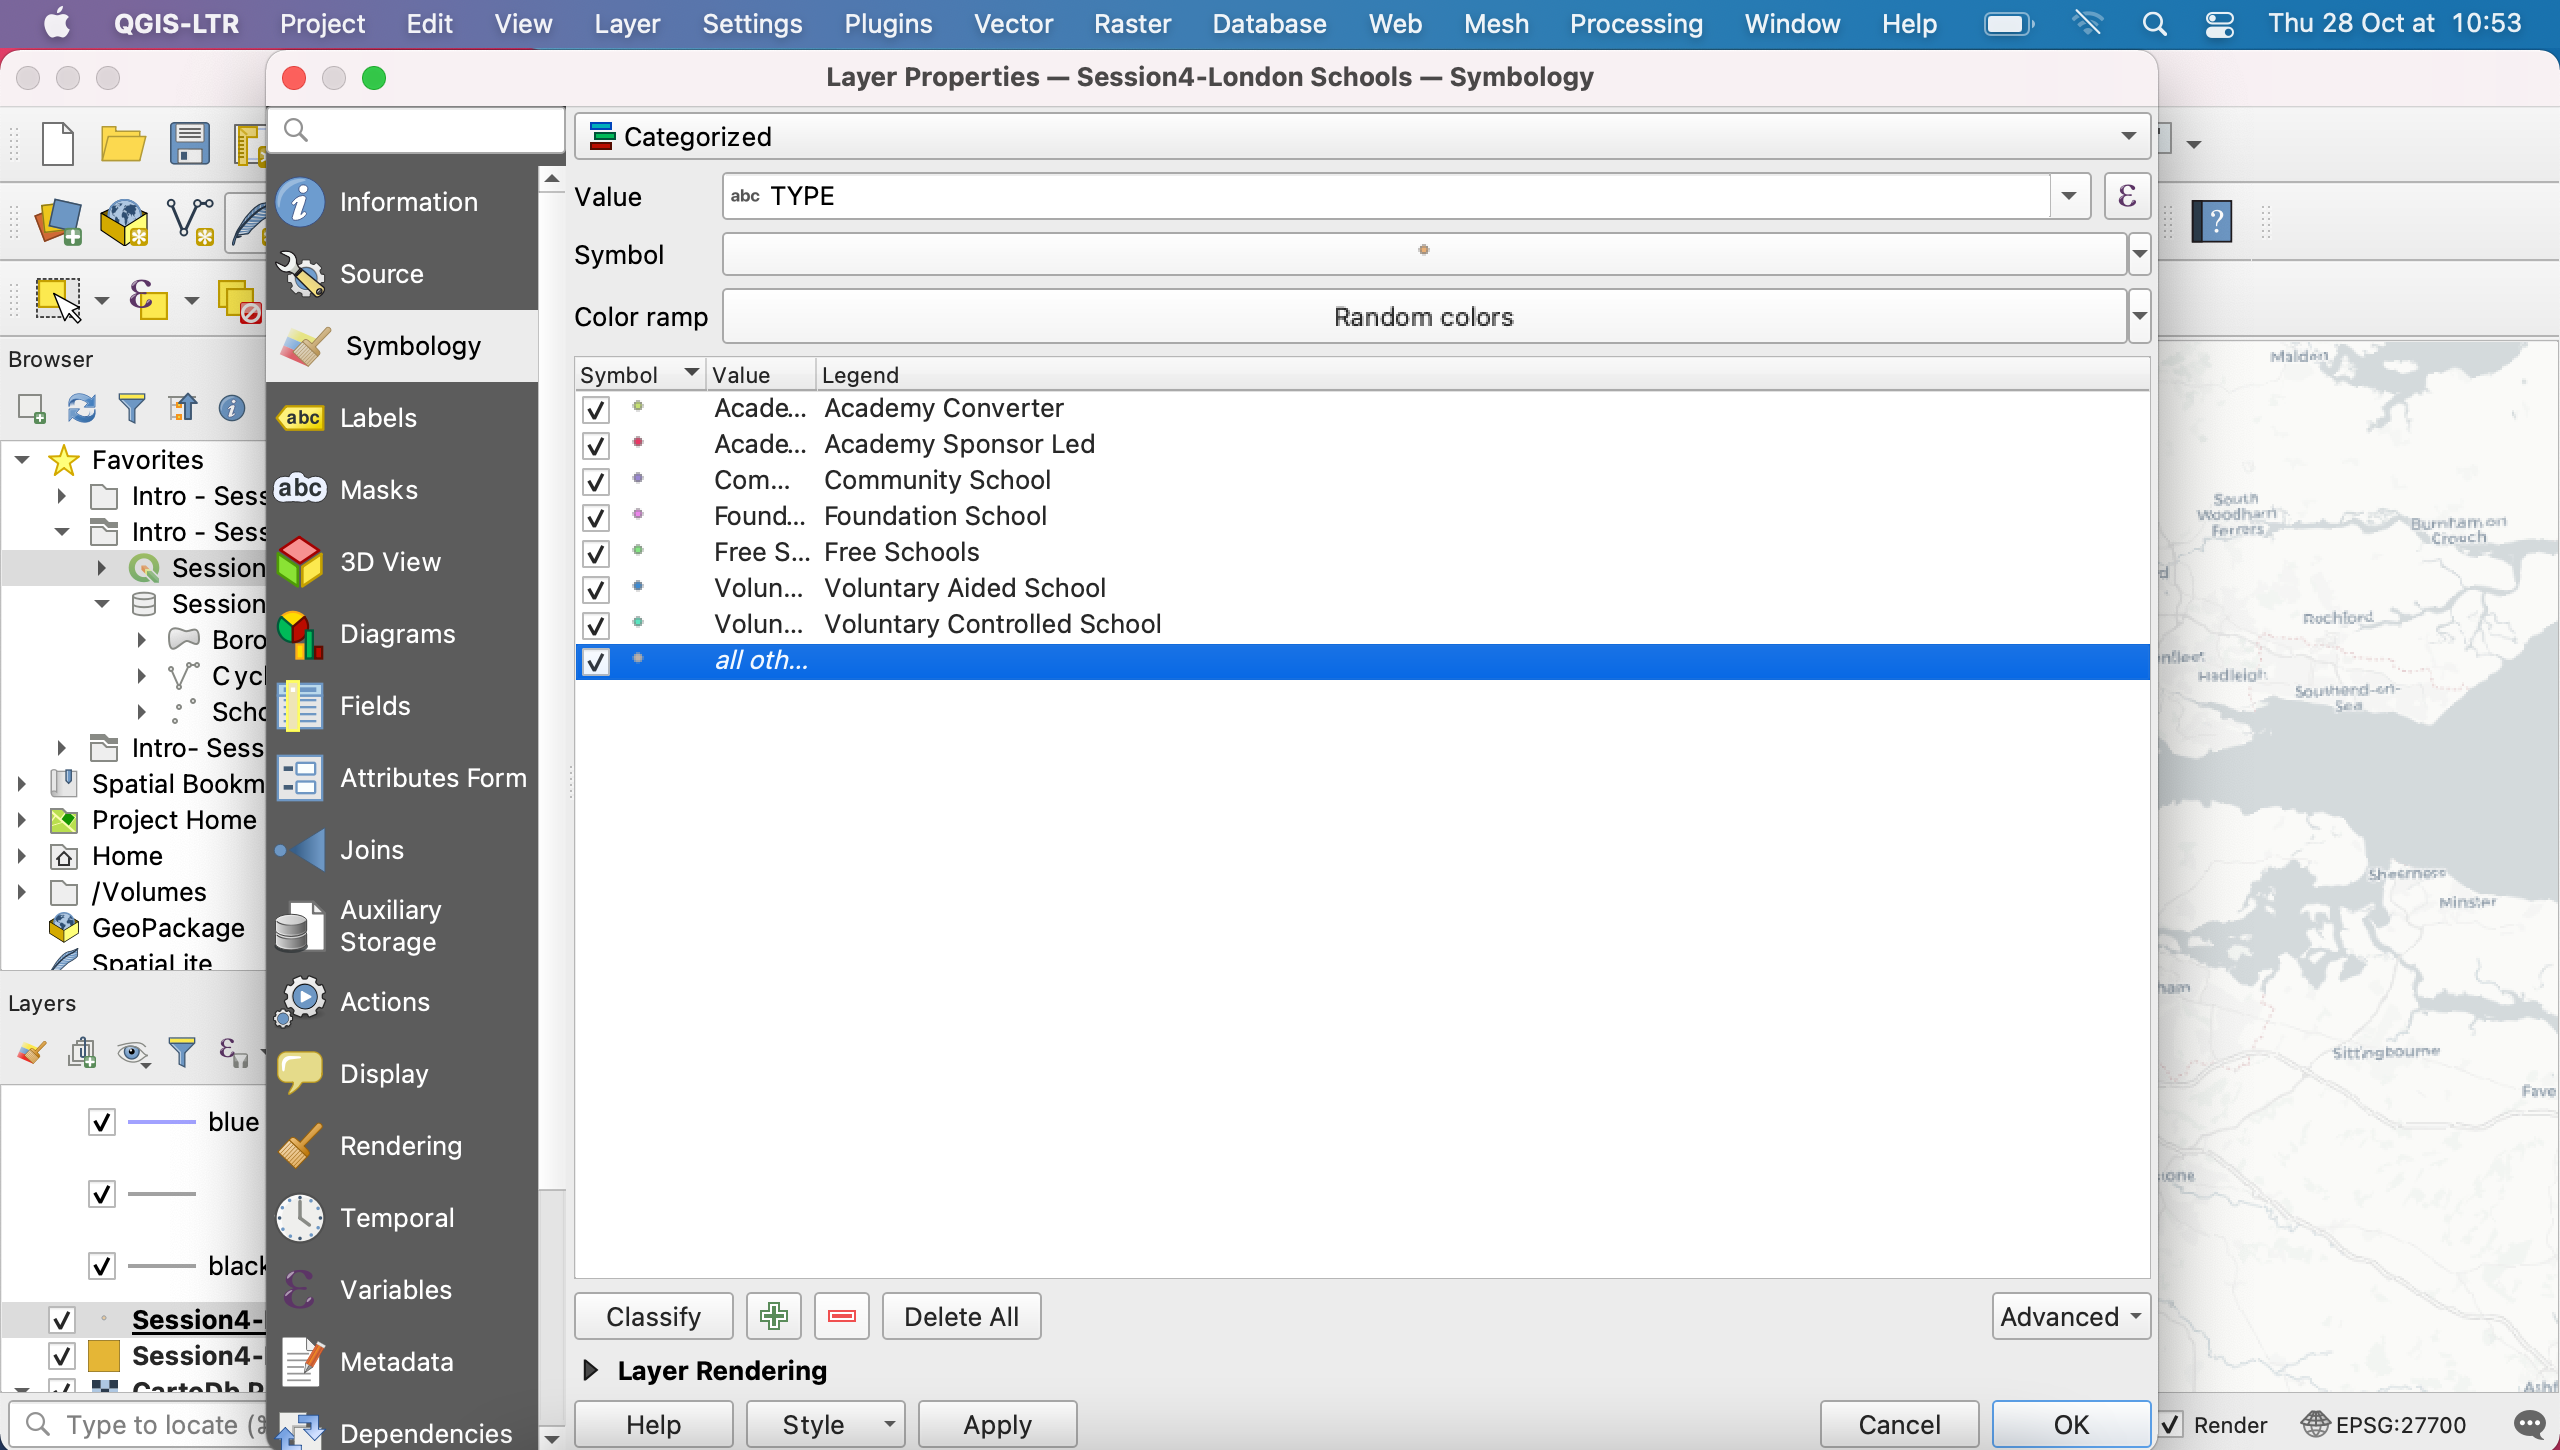 QGIS-LTR Project Edit View Layer Settings Plugins Vector Raster Database Web Mesh Processing Window Help Thu 28 Oct at 10:53
Layer Properties — Session4-London Schools — Symbology
Categorized
Value abc TYPE ε
Symbol
Color ramp Random colors
Symbol Value Legend
Acade... Academy Converter
Acade... Academy Sponsor Led
Com... Community School
Found... Foundation School
Free S... Free Schools
Volun... Voluntary Aided School
Volun... Voluntary Controlled School
all oth...
Classify Delete All Advanced
Layer Rendering
Help Style Apply Cancel OK
Information
Source
Symbology
abc Labels
abc Masks
3D View
Diagrams
Fields
Attributes Form
Joins
Auxiliary
Storage
Actions
Display
Rendering
Temporal
Variables
Metadata
Dependencies
Browser
Favorites
Intro - Sess
Intro - Sess
Session
Session
Boro
Cycl
Scho
Intro- Sess
Spatial Bookm
Project Home
Home
/Volumes
GeoPackage
SpatiaLite
Layers
blue
black
Session4-
Session4-
CartoDb P
Type to locate (⌘
Render EPSG:27700
Maldon
South
Woodham
Ferrers
Burnham on
Crouch
Rochford
nfleet
Hadleigh
Southend-on-
Sea
Sheerness
Minster
ham
Sittingbourne
Fave
tone
Ashf